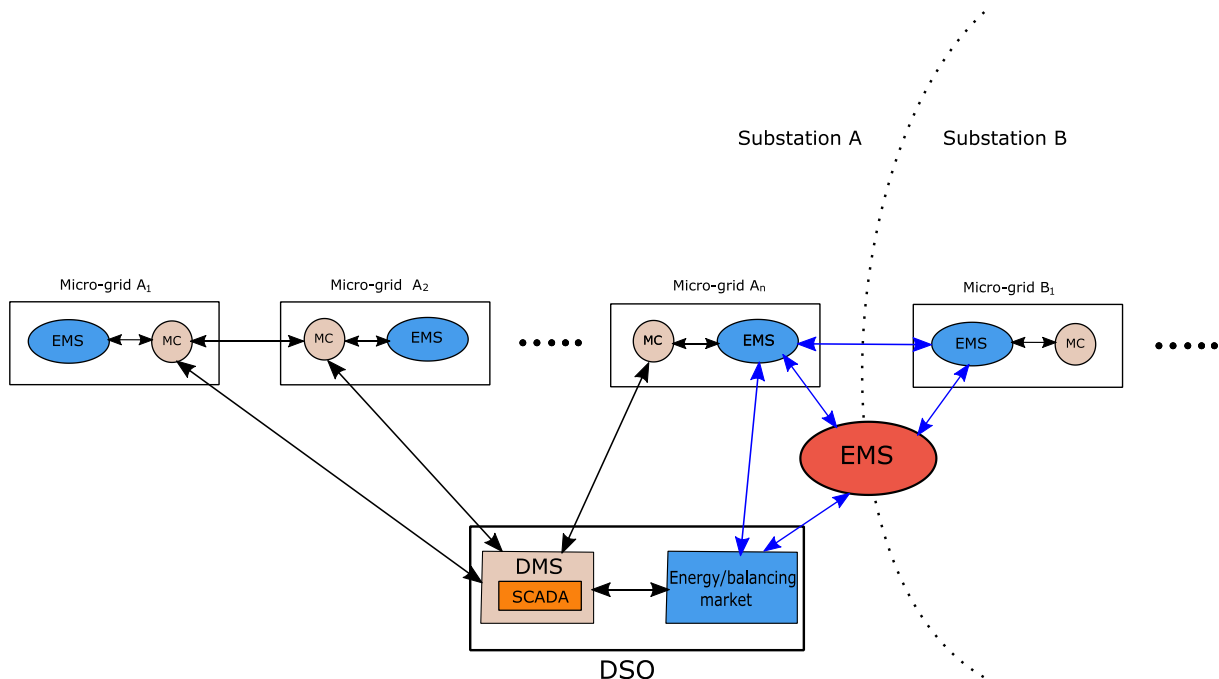 Substation A
Substation B
Micro-grid A₁
Micro-grid A₂
Micro-grid Aₙ
Micro-grid B₁
EMS
MC
MC
EMS
MC
EMS
EMS
MC
EMS
DMS
SCADA
Energy/balancing
market
DSO